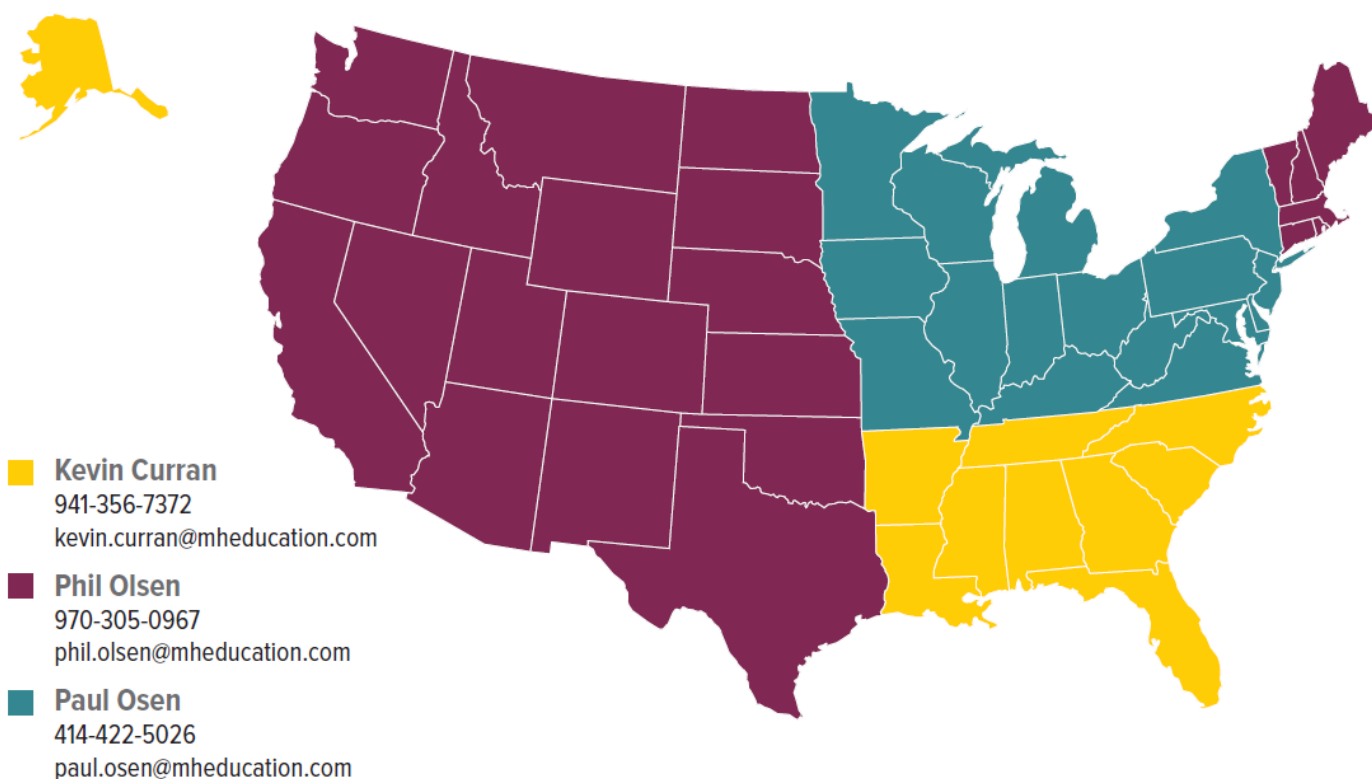 Kevin Curran
941-356-7372
kevin.curran@mheducation.com
Phil Olsen
970-305-0967
phil.olsen@mheducation.com
Paul Osen
414-422-5026
paul.osen@mheducation.com